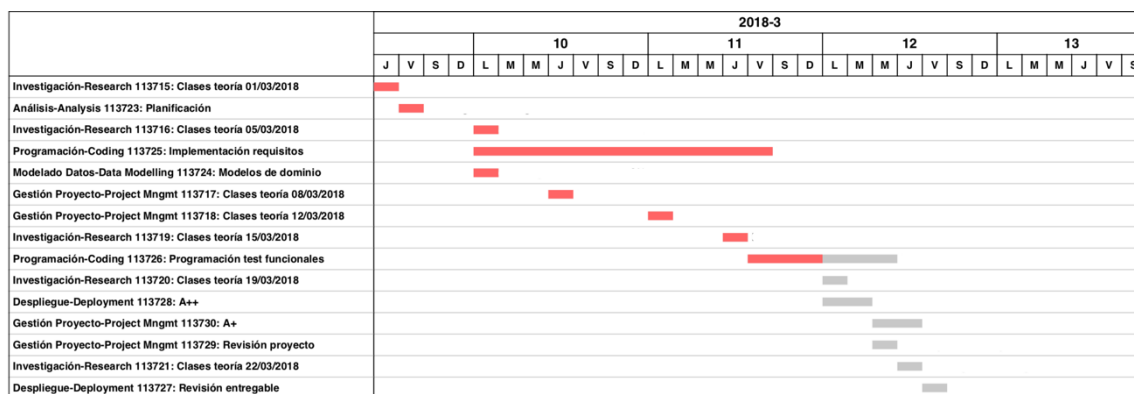 2018-3
10 11 12 13
J V S D L M M J V S D L M M J V S D L M M J V S D L M M J V S
Investigación-Research 113715: Clases teoría 01/03/2018
Análisis-Analysis 113723: Planificación
Investigación-Research 113716: Clases teoría 05/03/2018
Programación-Coding 113725: Implementación requisitos
Modelado Datos-Data Modelling 113724: Modelos de dominio
Gestión Proyecto-Project Mngmt 113717: Clases teoría 08/03/2018
Gestión Proyecto-Project Mngmt 113718: Clases teoría 12/03/2018
Investigación-Research 113719: Clases teoría 15/03/2018
Programación-Coding 113726: Programación test funcionales
Investigación-Research 113720: Clases teoría 19/03/2018
Despliegue-Deployment 113728: A++
Gestión Proyecto-Project Mngmt 113730: A+
Gestión Proyecto-Project Mngmt 113729: Revisión proyecto
Investigación-Research 113721: Clases teoría 22/03/2018
Despliegue-Deployment 113727: Revisión entregable